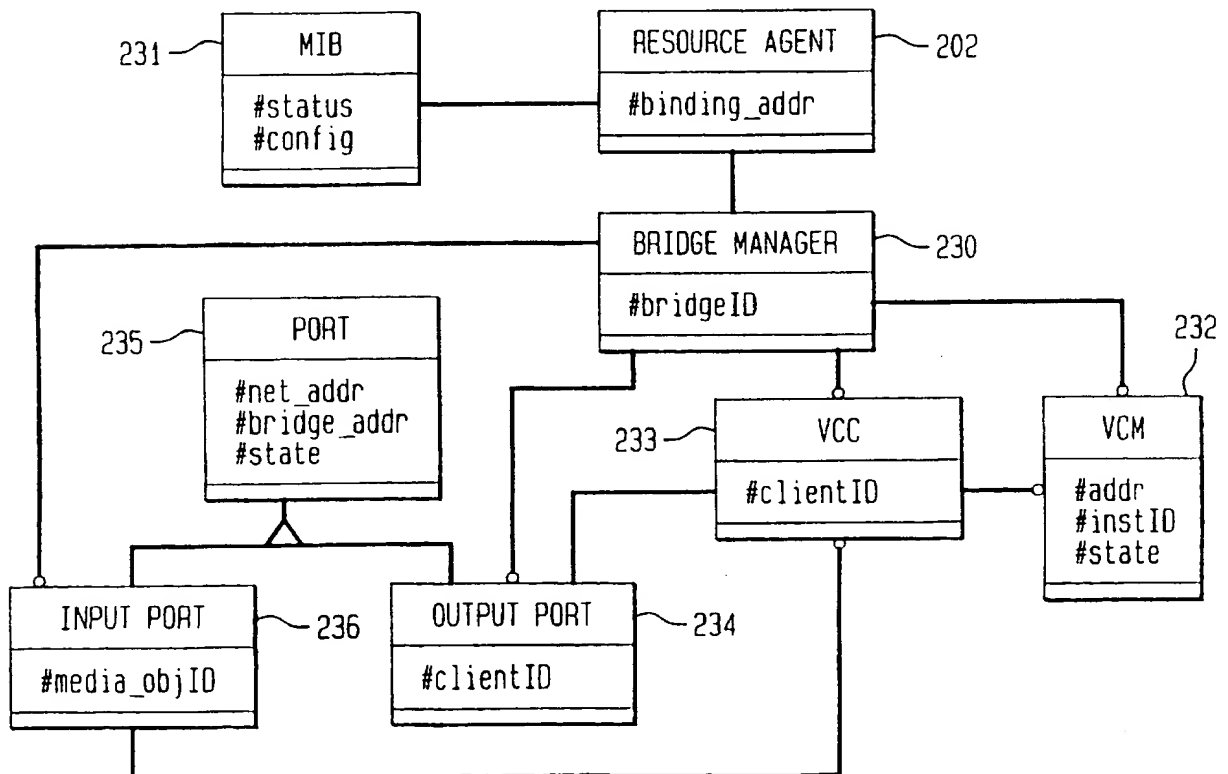 MIB
231
#status
#config
RESOURCE AGENT
202
#binding_addr
BRIDGE MANAGER
230
#bridgeID
PORT
235
#net_addr
#bridge_addr
#state
VCC
233
#clientID
232
VCM
#addr
#instID
#state
INPUT PORT
236
#media_objID
OUTPUT PORT
234
#clientID